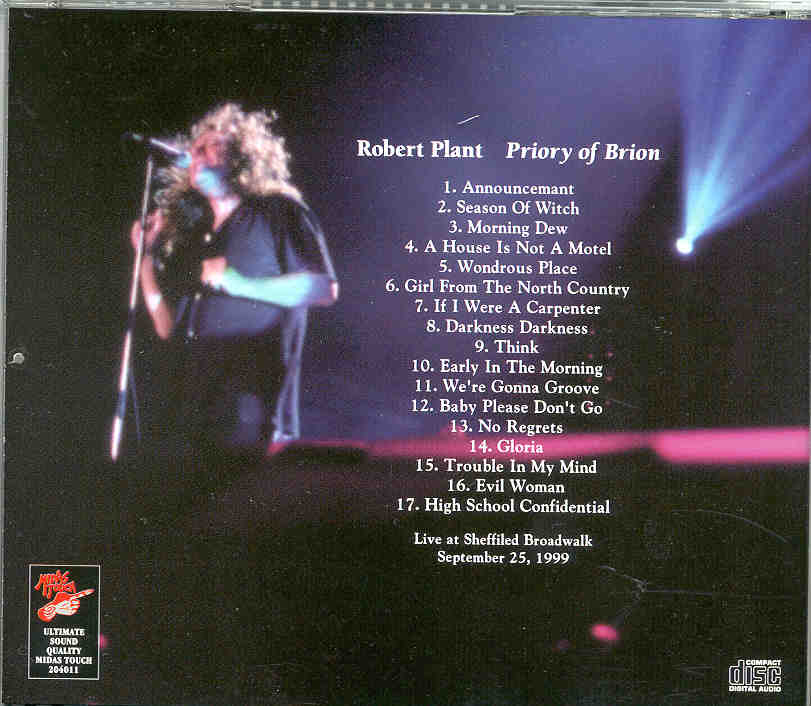 Robert Plant Priory of Brion
1. Announcemant
2. Season Of Witch
3. Morning Dew
4. A House Is Not A Motel
5. Wondrous Place
6. Girl From The North Country
7. If I Were A Carpenter
8. Darkness Darkness
9. Think
10. Early In The Morning
11. We're Gonna Groove
12. Baby Please Don't Go
13. No Regrets
14. Gloria
15. Trouble In My Mind
16. Evil Woman
17. High School Confidential
Live at Sheffiled Broadwalk
September 25, 1999
MIDAS
TOUCH
ULTIMATE
SOUND
QUALITY
MIDAS TOUCH
204011
COMPACT
disc
DIGITAL AUDIO